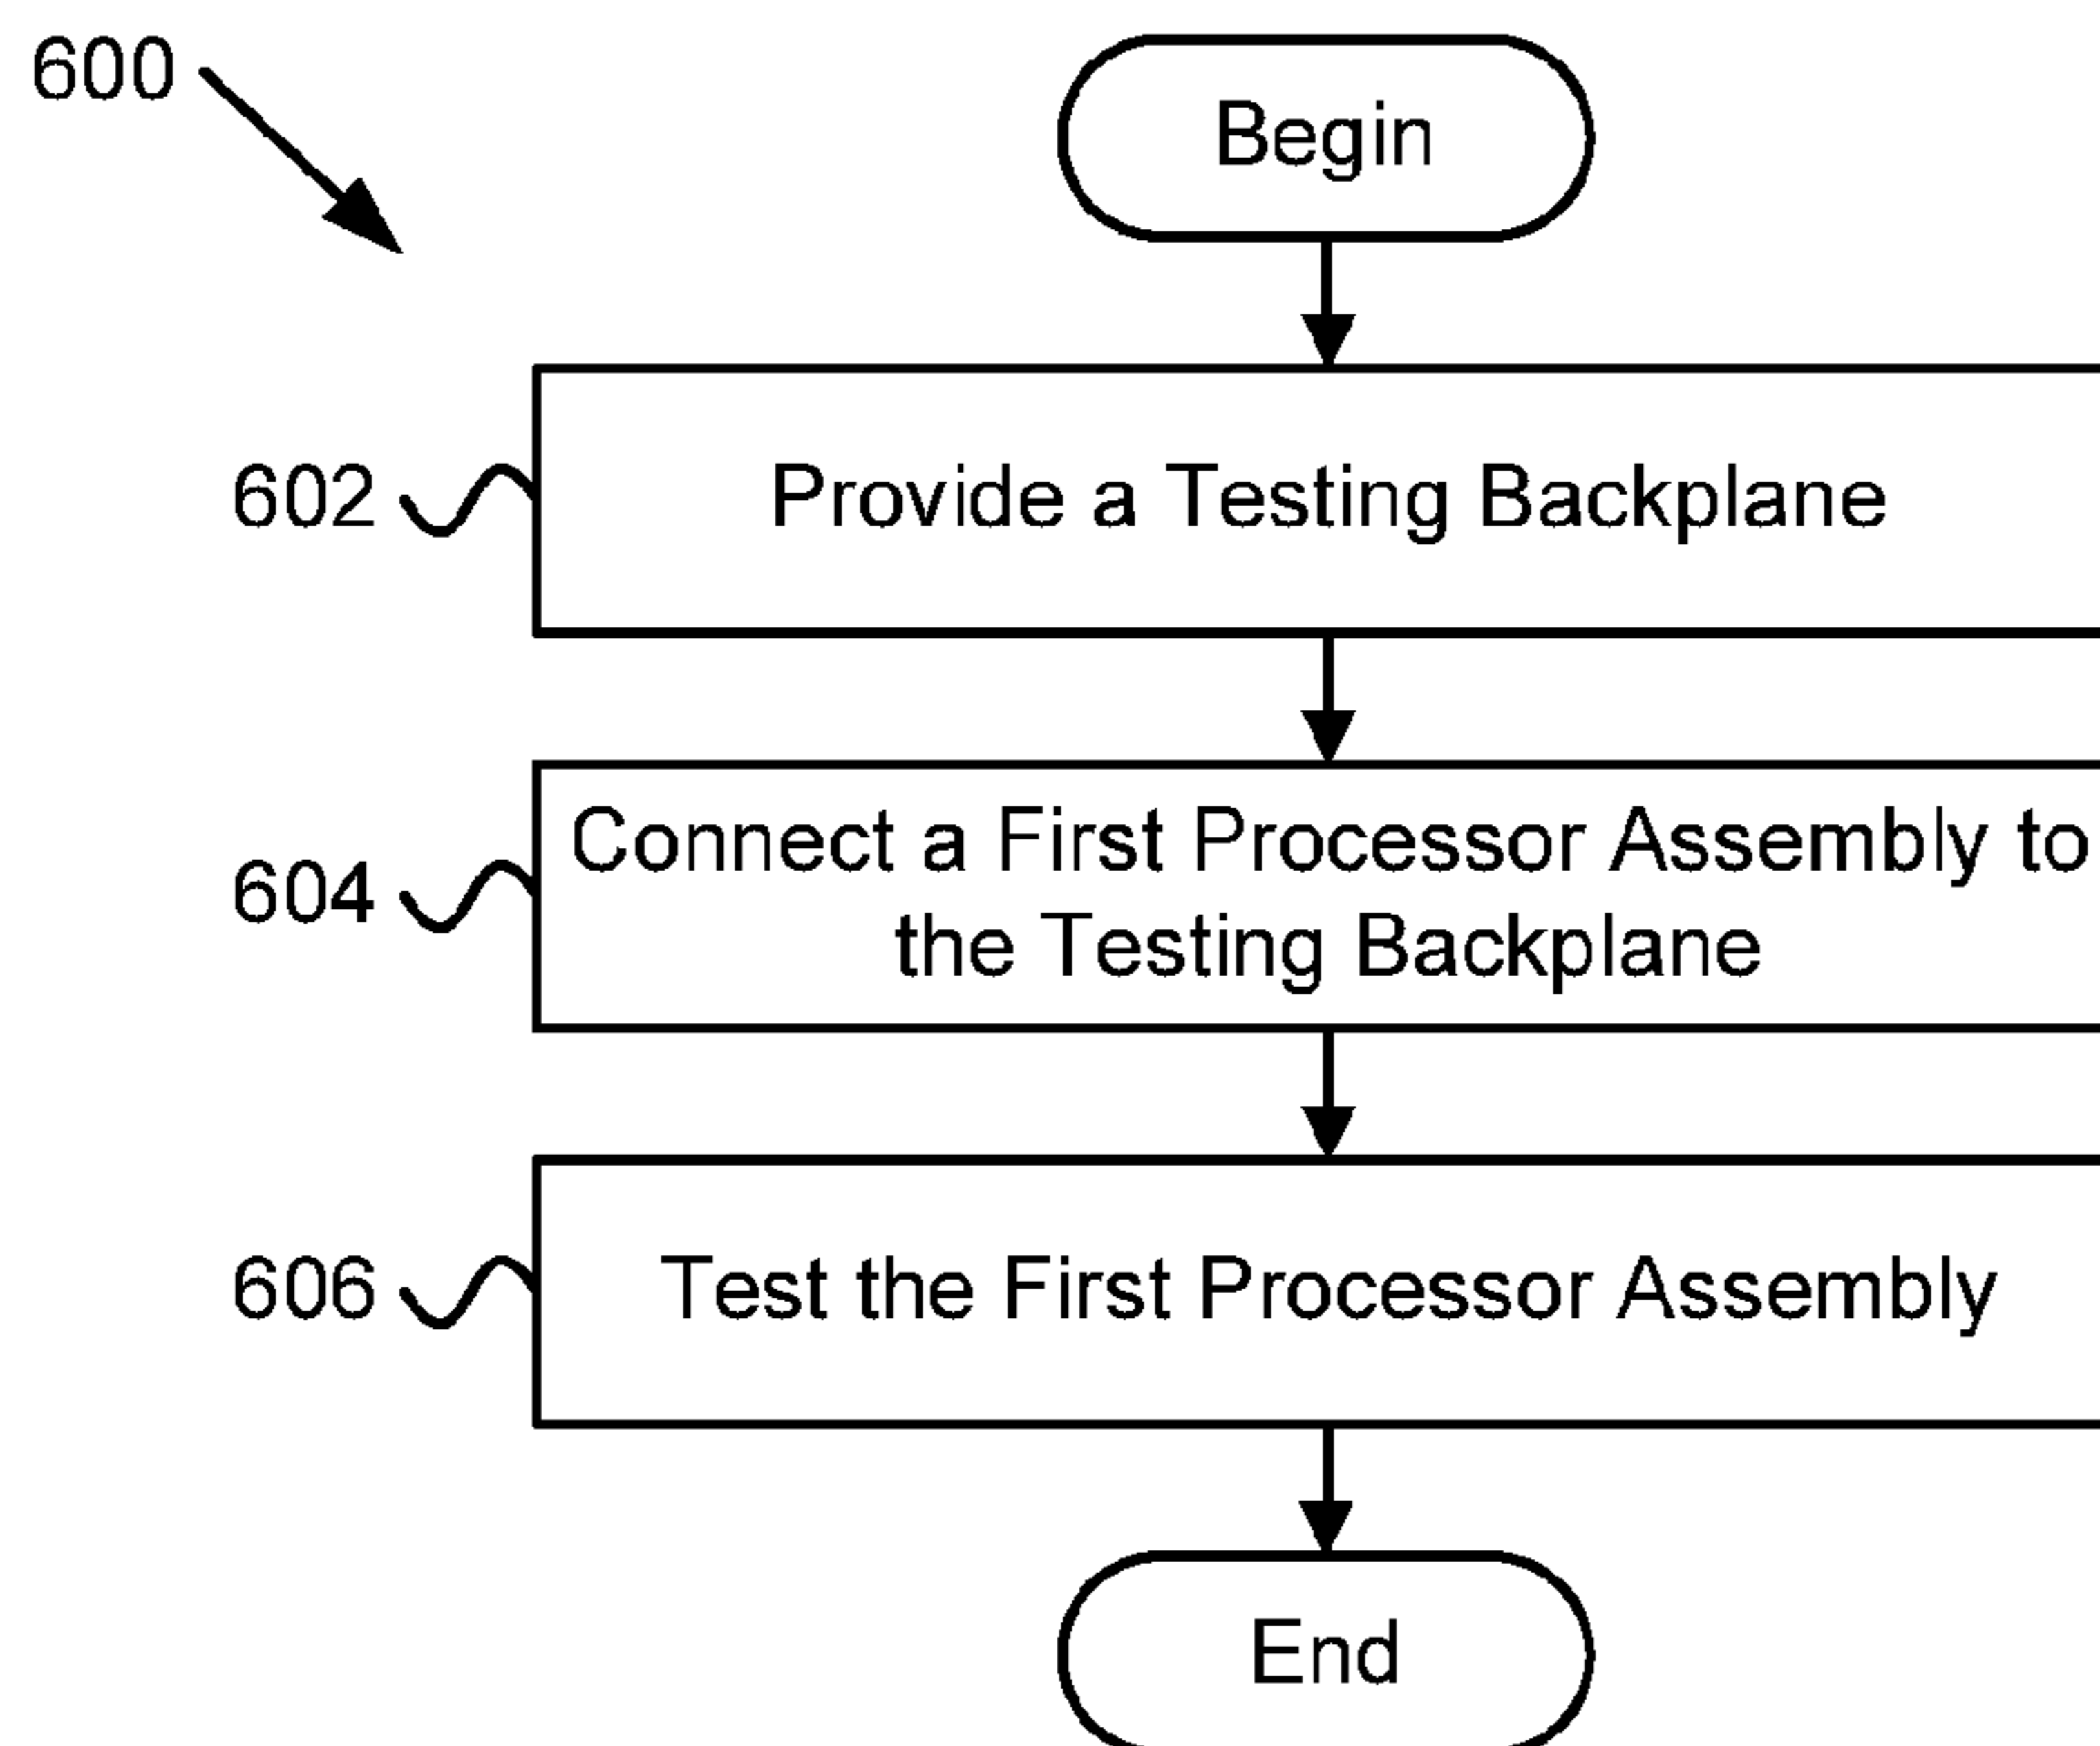 600
Begin
602
Provide a Testing Backplane
604
Connect a First Processor Assembly to
the Testing Backplane
606
Test the First Processor Assembly
End